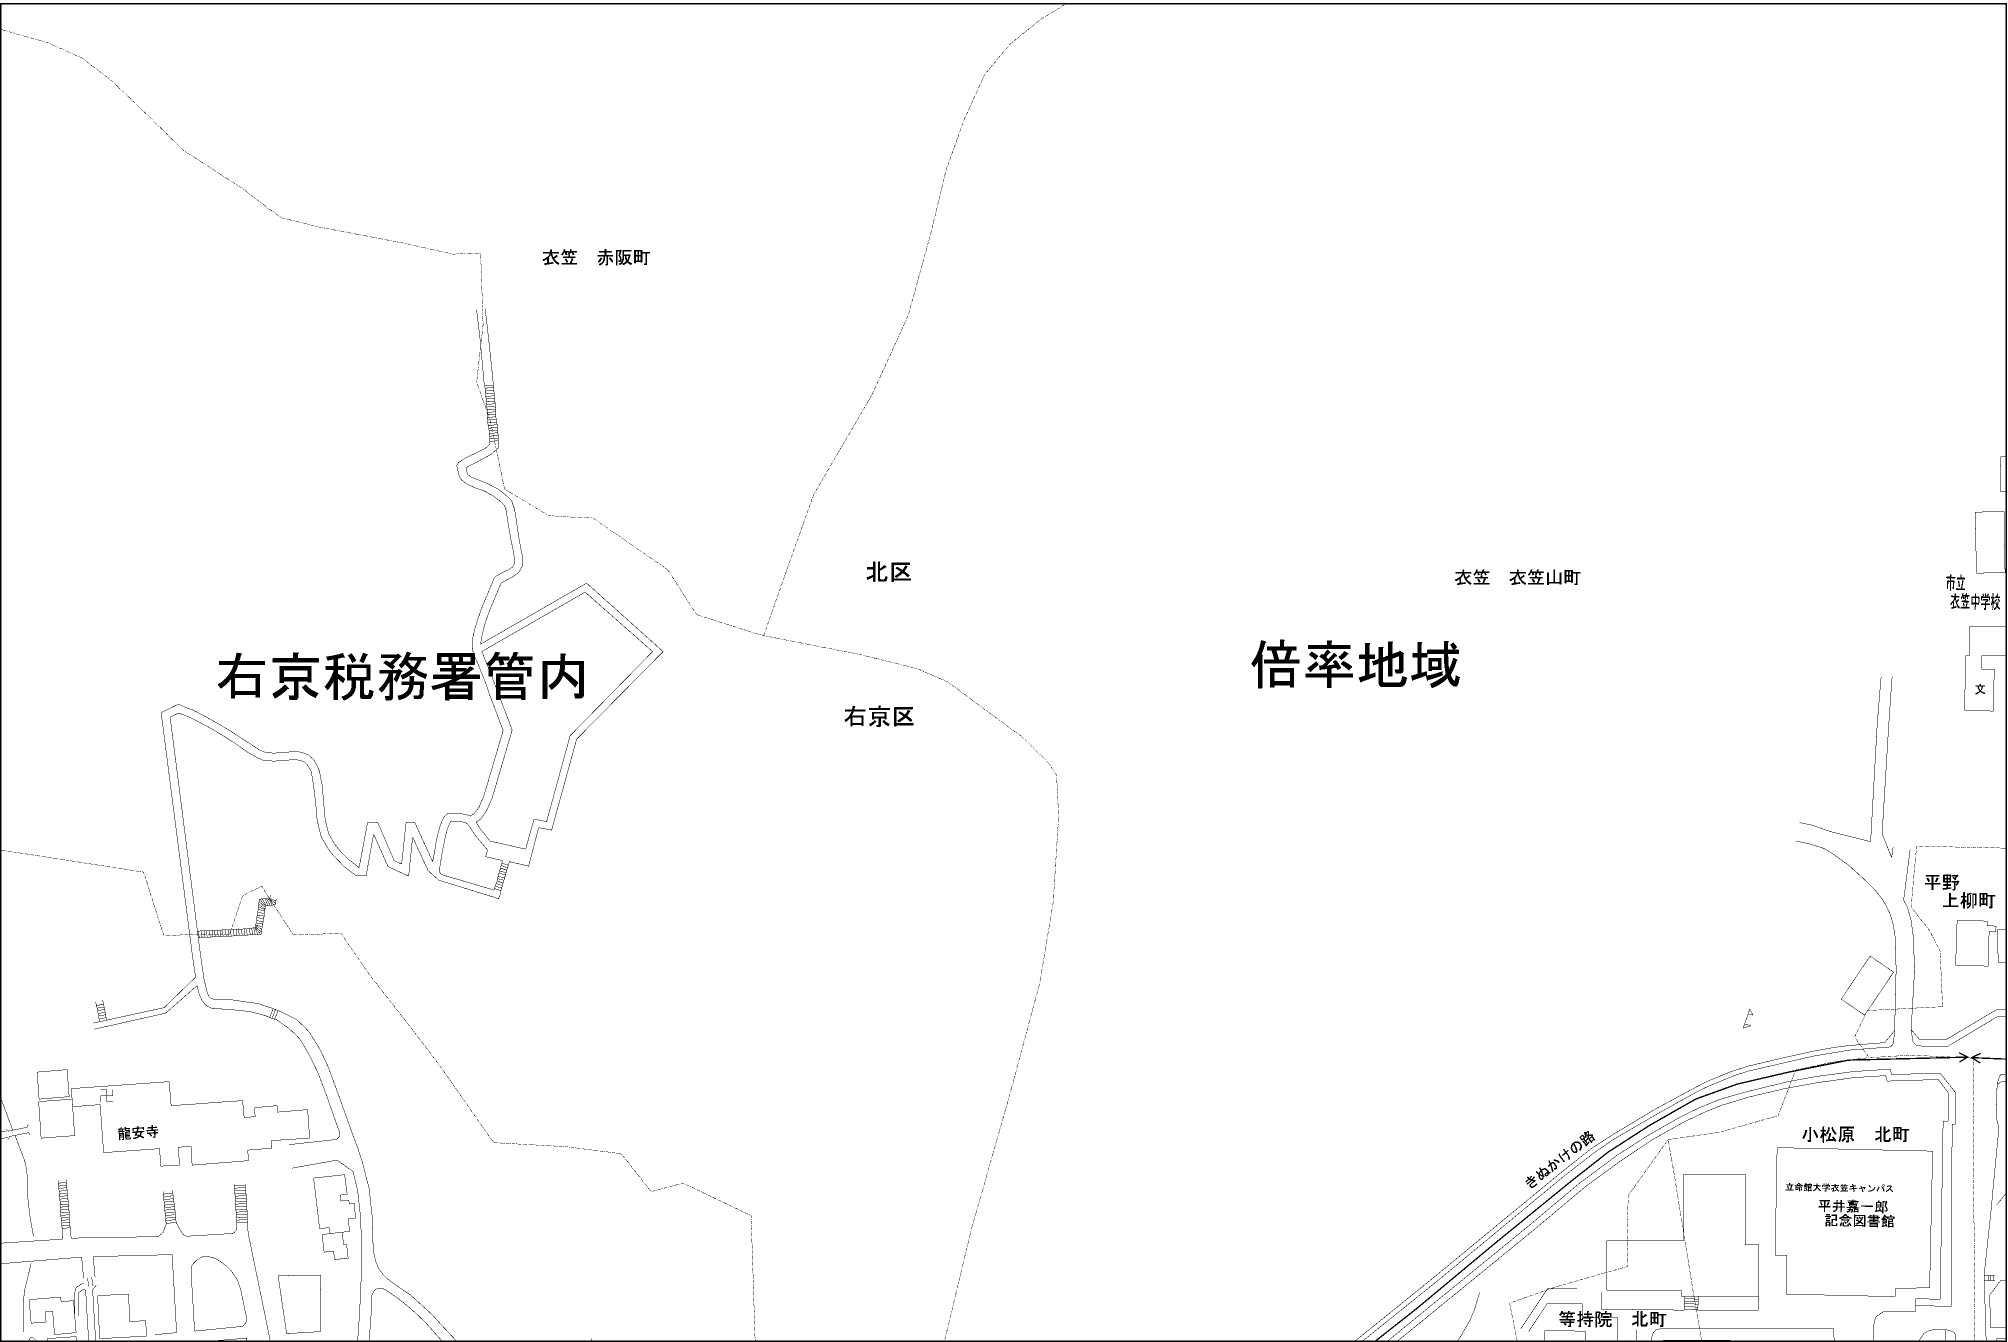 衣笠　赤阪町
北区
衣笠　衣笠山町
市立
衣笠中学校
右京税務署管内
倍率地域
文
右京区
平野
上柳町
龍安寺
きぬかけの路
小松原　北町
立命館大学衣笠キャンパス
平井嘉一郎
記念図書館
等持院　北町